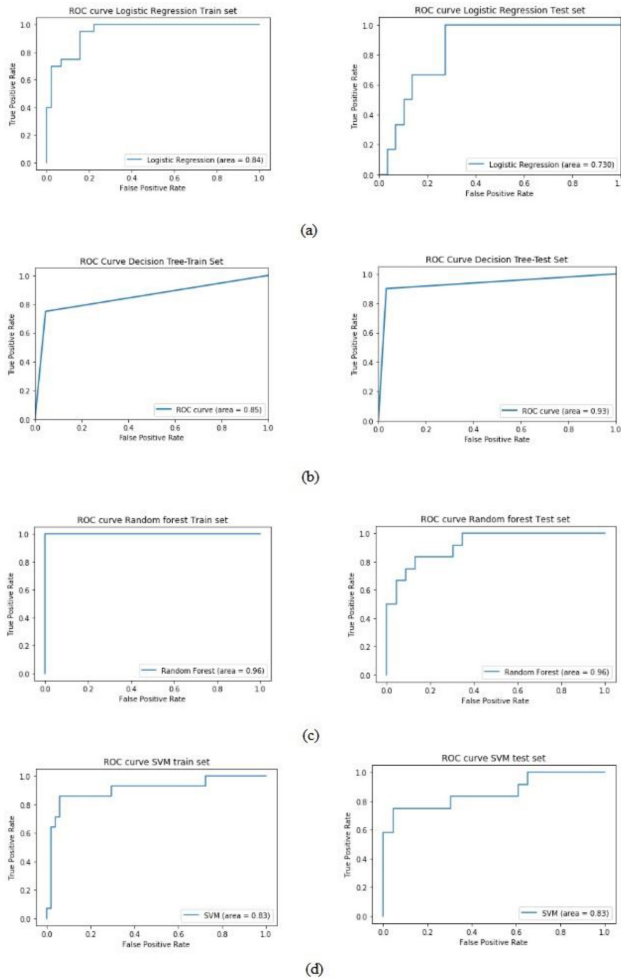 ROC curve Logistic Regression Train set
1.0
0.8
0.6
0.4
0.2
0.0
True Positive Rate
Logistic Regression (area = 0.84)
0.0 0.2 0.4 0.6 0.8 1.0
False Positive Rate
ROC curve Logistic Regression Test set
1.0
0.8
0.6
0.4
0.2
0.0
True Positive Rate
Logistic Regression (area = 0.730)
0.0 0.2 0.4 0.6 0.8 1.0
False Positive Rate
(a)
ROC Curve Decision Tree-Train Set
1.0
0.8
0.6
0.4
0.2
0.0
True Positive Rate
ROC curve (area = 0.85)
0.0 0.2 0.4 0.6 0.8 1.0
False Positive Rate
ROC Curve Decision Tree-Test Set
1.0
0.8
0.6
0.4
0.2
0.0
True Positive Rate
ROC curve (area = 0.93)
0.0 0.2 0.4 0.6 0.8 1.0
False Positive Rate
(b)
ROC curve Random forest Train set
1.0
0.8
0.6
0.4
0.2
0.0
True Positive Rate
Random Forest (area = 0.96)
0.0 0.2 0.4 0.6 0.8 1.0
False Positive Rate
ROC curve Random forest Test set
1.0
0.8
0.6
0.4
0.2
0.0
True Positive Rate
Random Forest (area = 0.96)
0.0 0.2 0.4 0.6 0.8 1.0
False Positive Rate
(c)
ROC curve SVM train set
1.0
0.8
0.6
0.4
0.2
0.0
True Positive Rate
SVM (area = 0.83)
0.0 0.2 0.4 0.6 0.8 1.0
False Positive Rate
ROC curve SVM test set
1.0
0.8
0.6
0.4
0.2
0.0
True Positive Rate
SVM (area = 0.83)
0.0 0.2 0.4 0.6 0.8 1.0
False Positive Rate
(d)